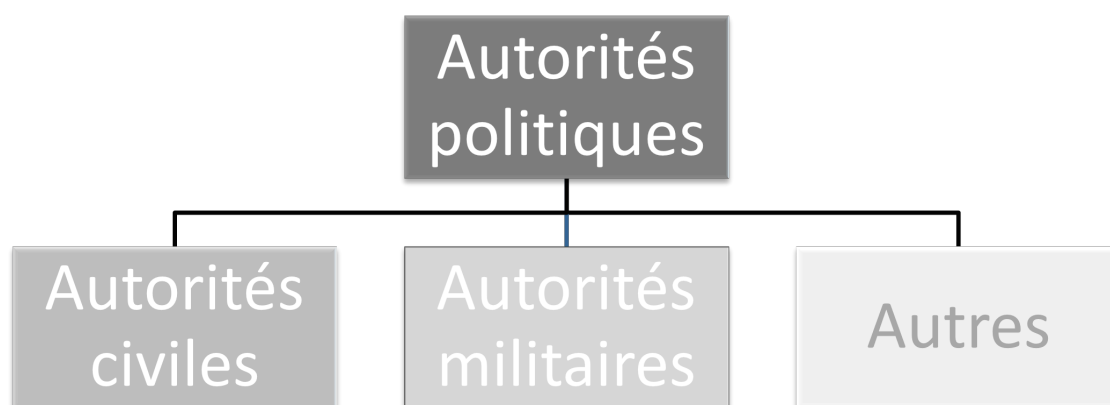 Autorités
politiques
Autorités
civiles
Autorités
militaires
Autres